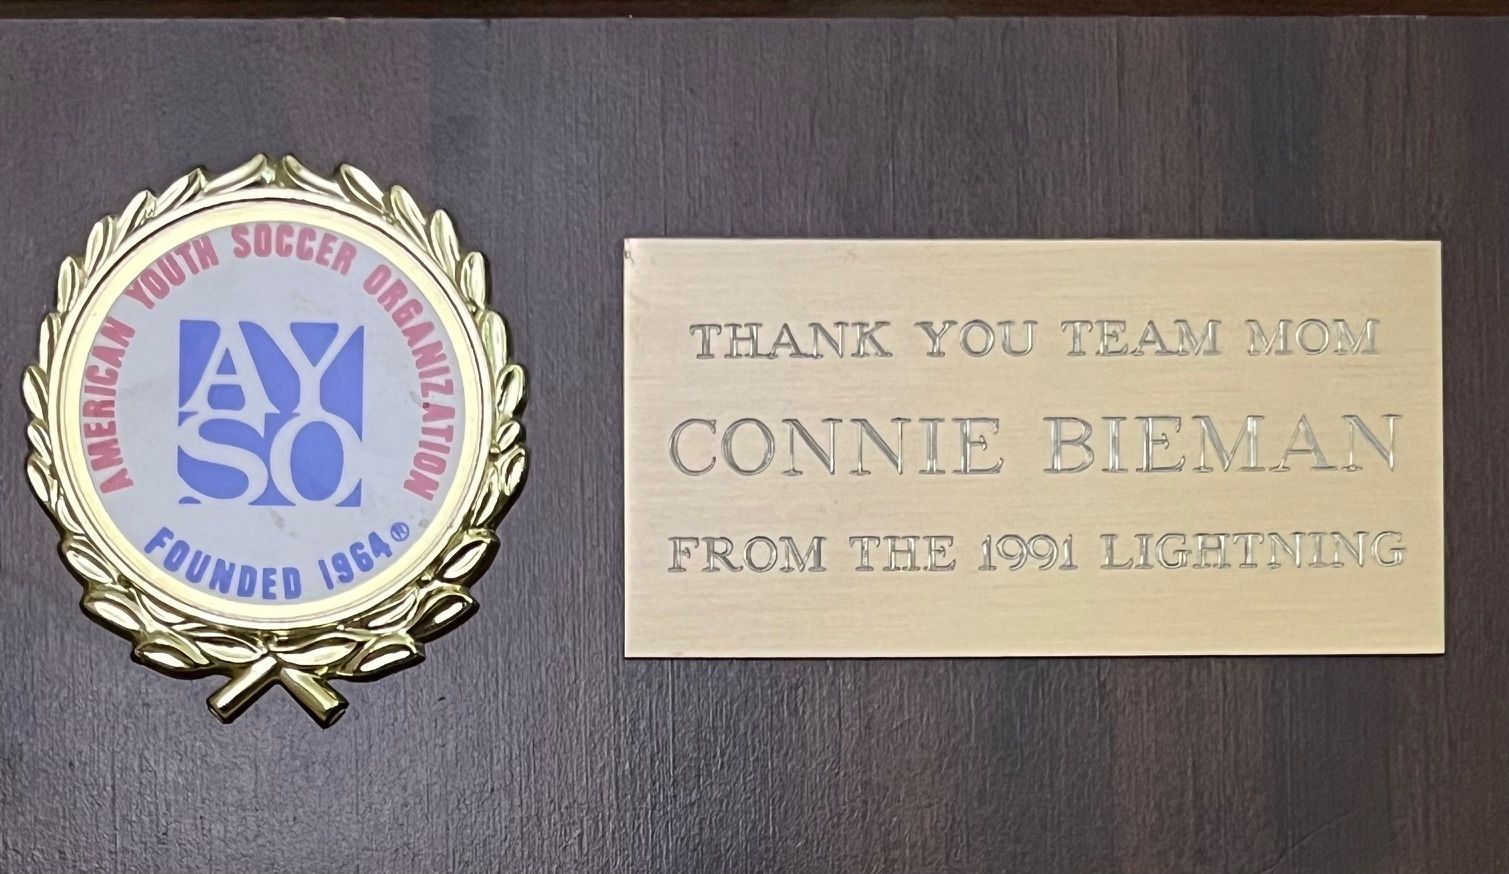 AMERICAN YOUTH SOCCER ORGANIZATION
AY
SO
FOUNDED 1964®
THANK YOU TEAM MOM
CONNIE BIEMAN
FROM THE 1991 LIGHTNING